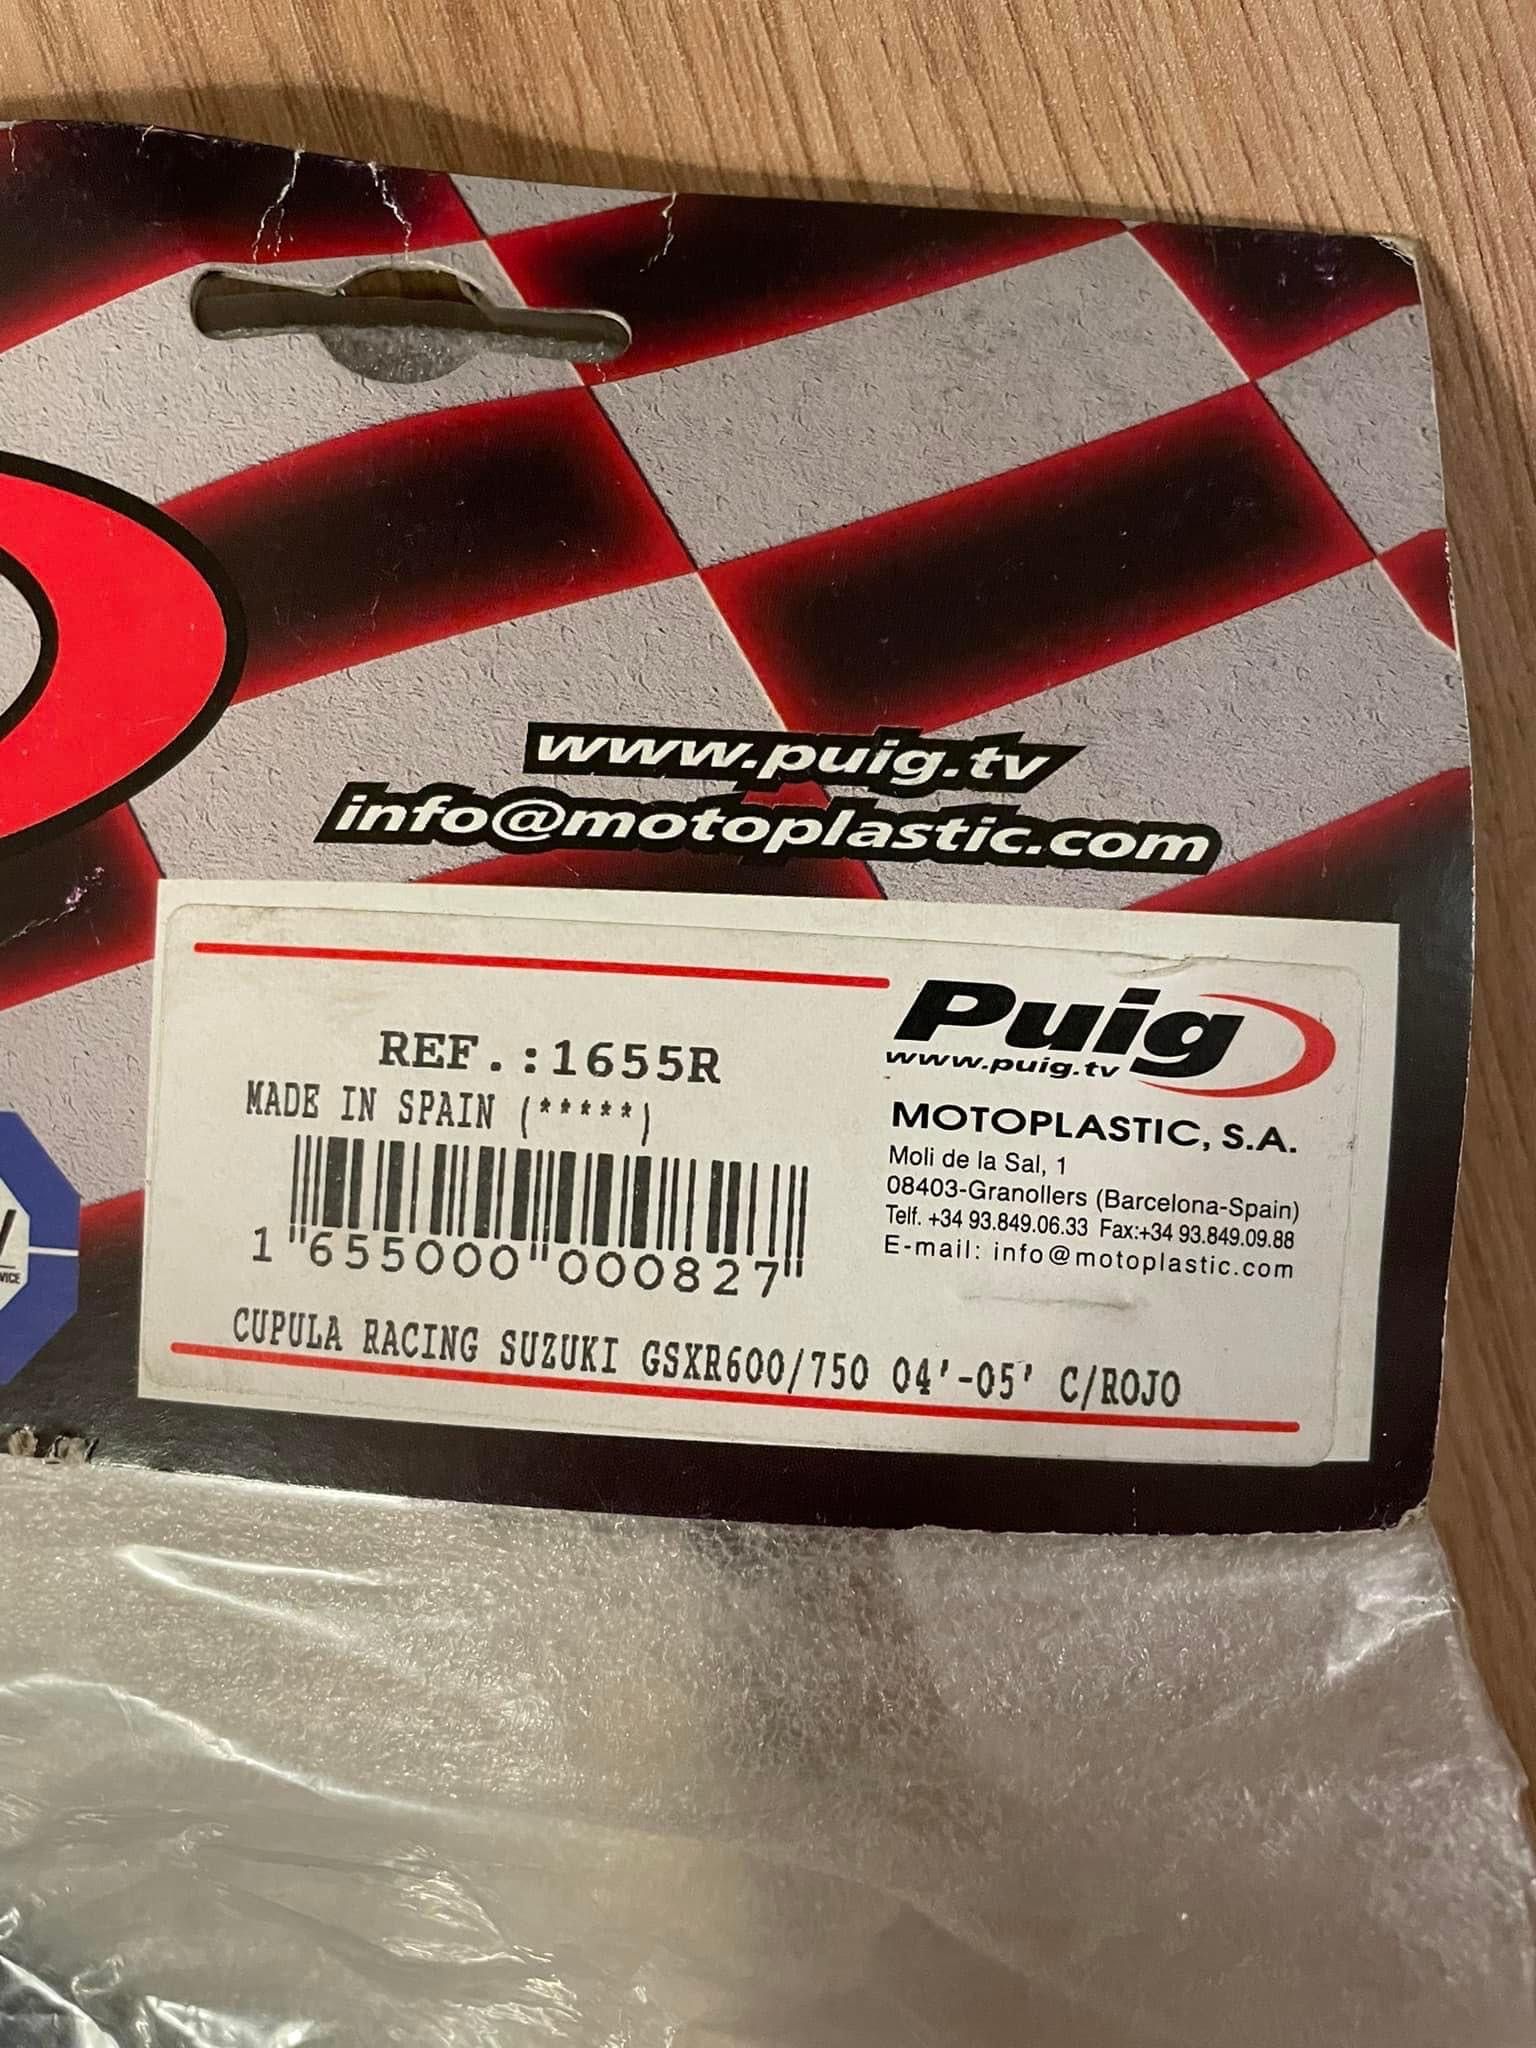 www.puig.tv
info@motoplastic.com
Puig
www.puig.tv
REF.:1655R
MADE IN SPAIN (*****)
1"655000"000827"
MOTOPLASTIC, S.A.
Moli de la Sal, 1
08403-Granollers (Barcelona-Spain)
Telf. +34 93.849.06.33 Fax:+34 93.849.09.88
E-mail: info@motoplastic.com
CUPULA RACING SUZUKI GSXR600/750 04'-05' C/ROJO